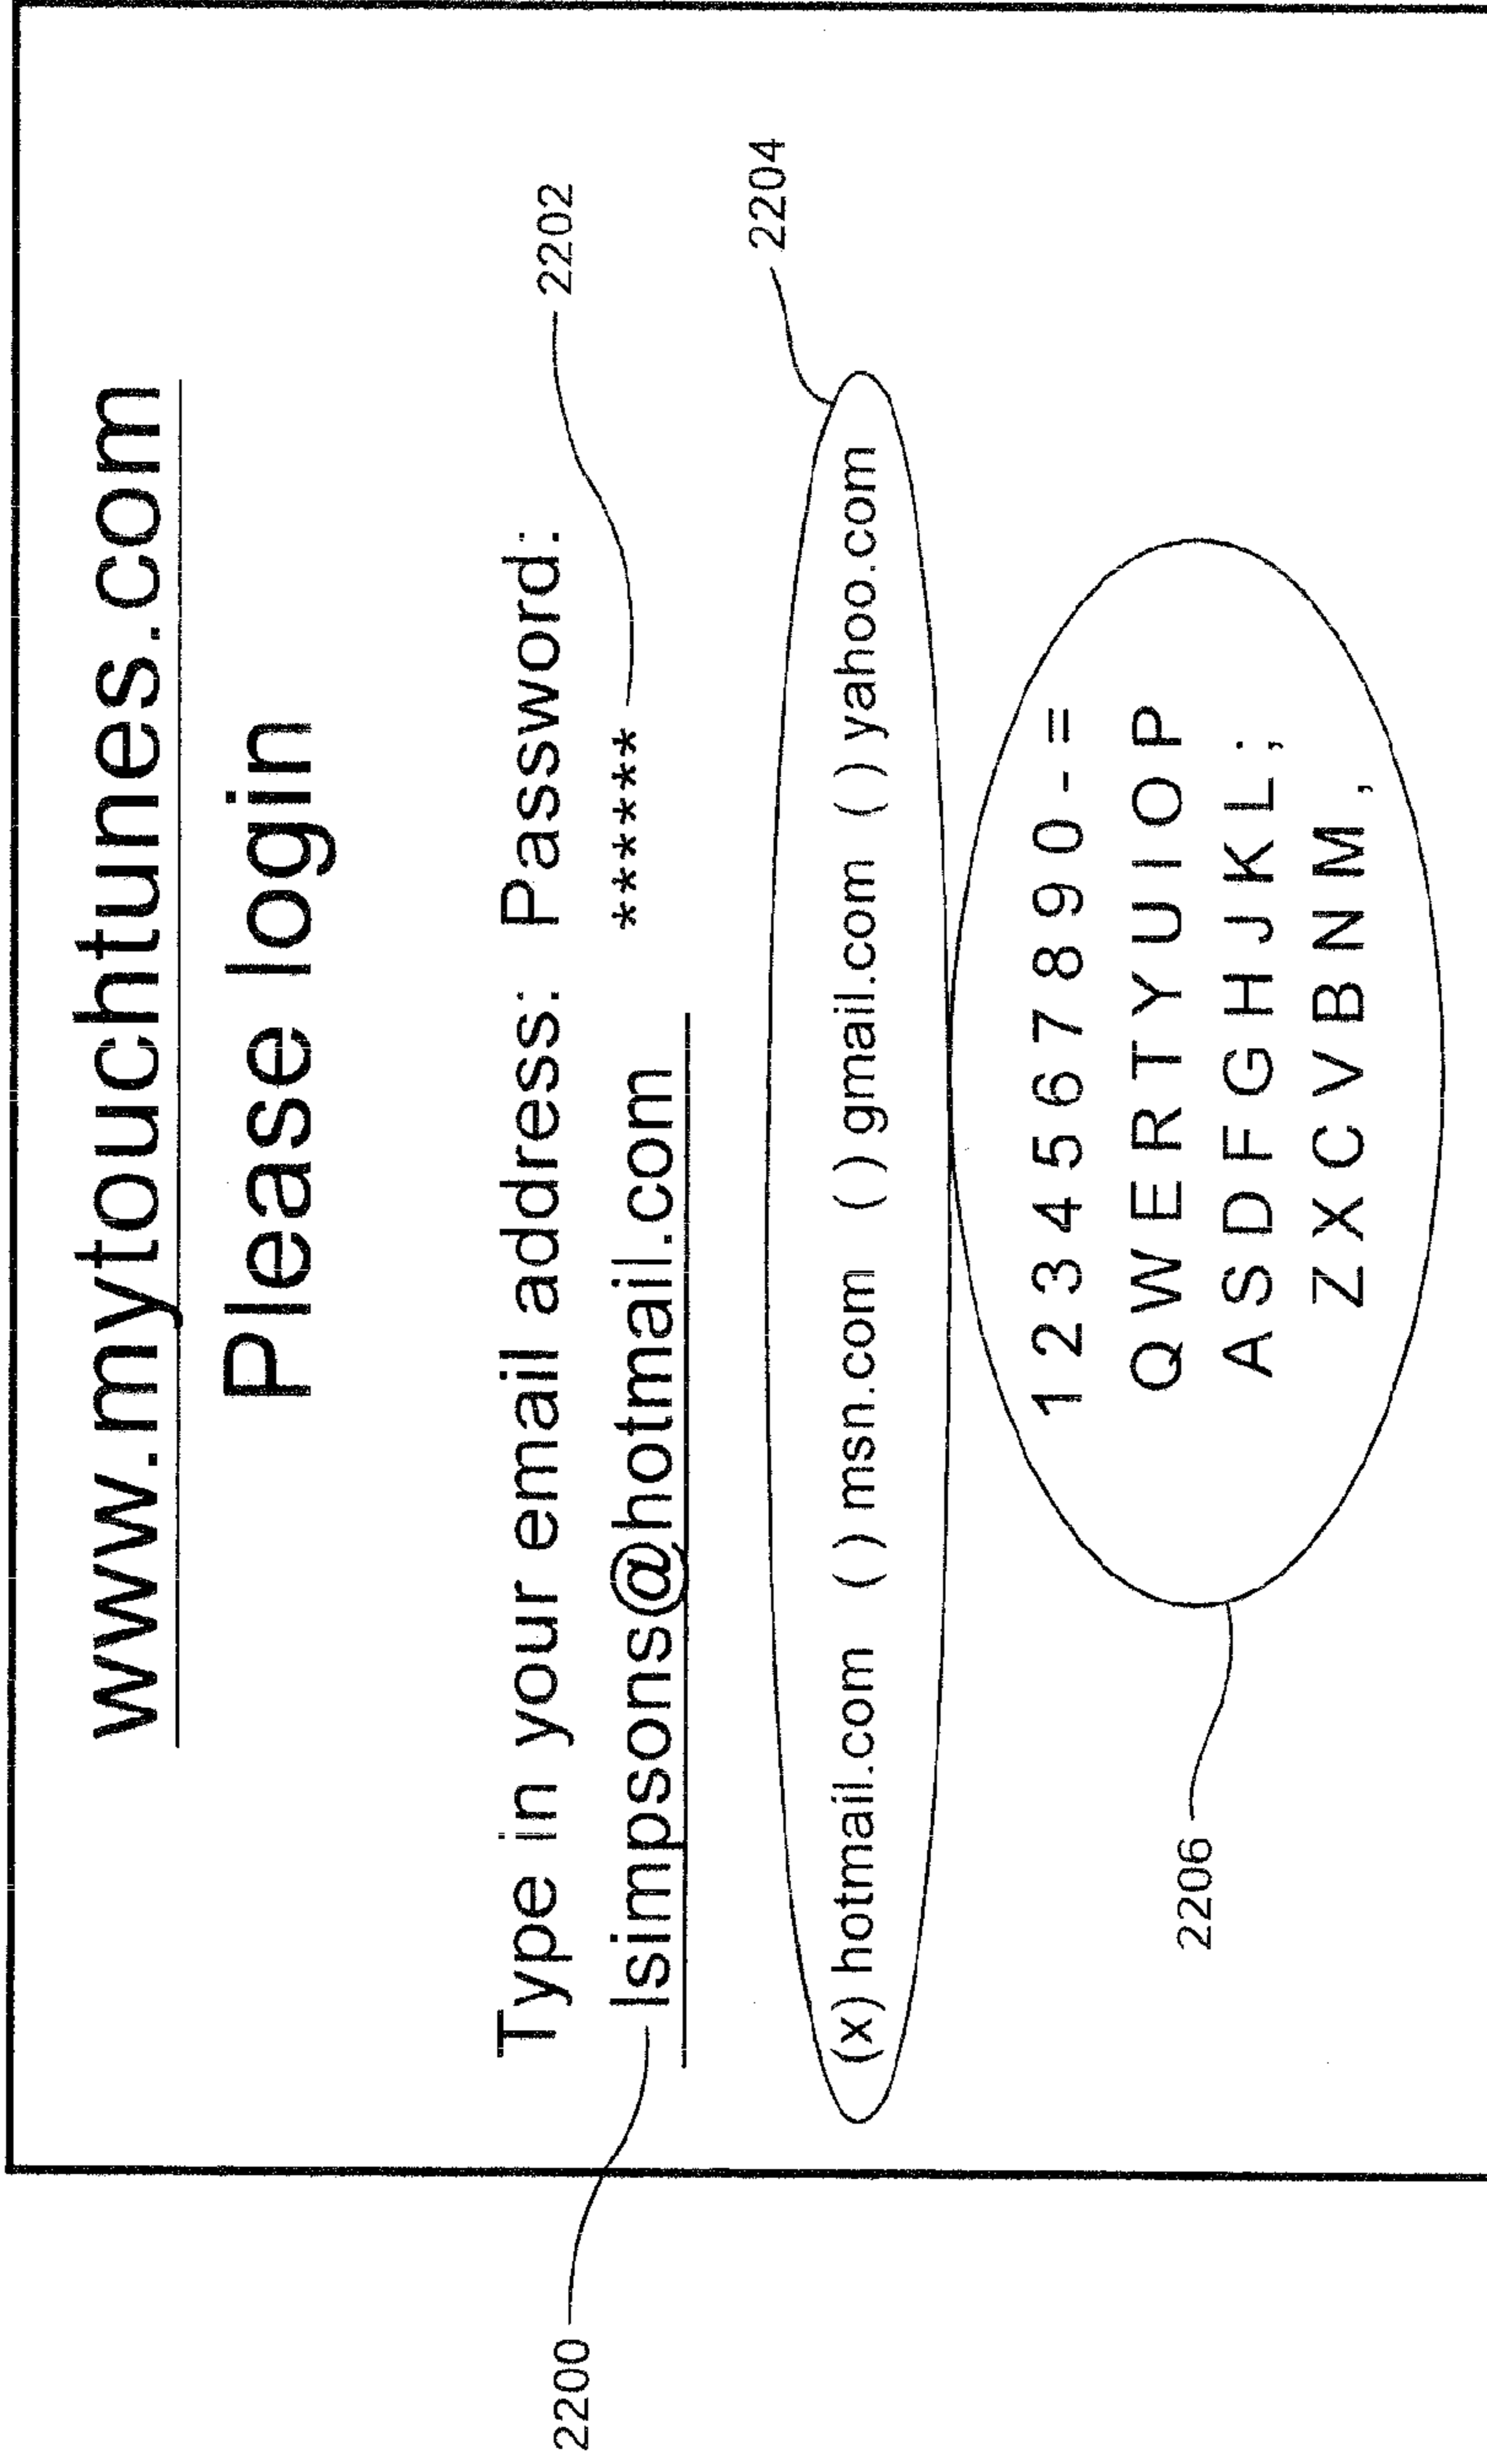 www.mytouchtunes.com
Please login
Type in your email address: Password:
lsimpsons@hotmail.com ******* 
2200
2202
(x) hotmail.com ( ) msn.com ( ) gmail.com ( ) yahoo.com
2204
1 2 3 4 5 6 7 8 9 0 - =
Q W E R T Y U I O P
A S D F G H J K L ;
Z X C V B N M ,
2206